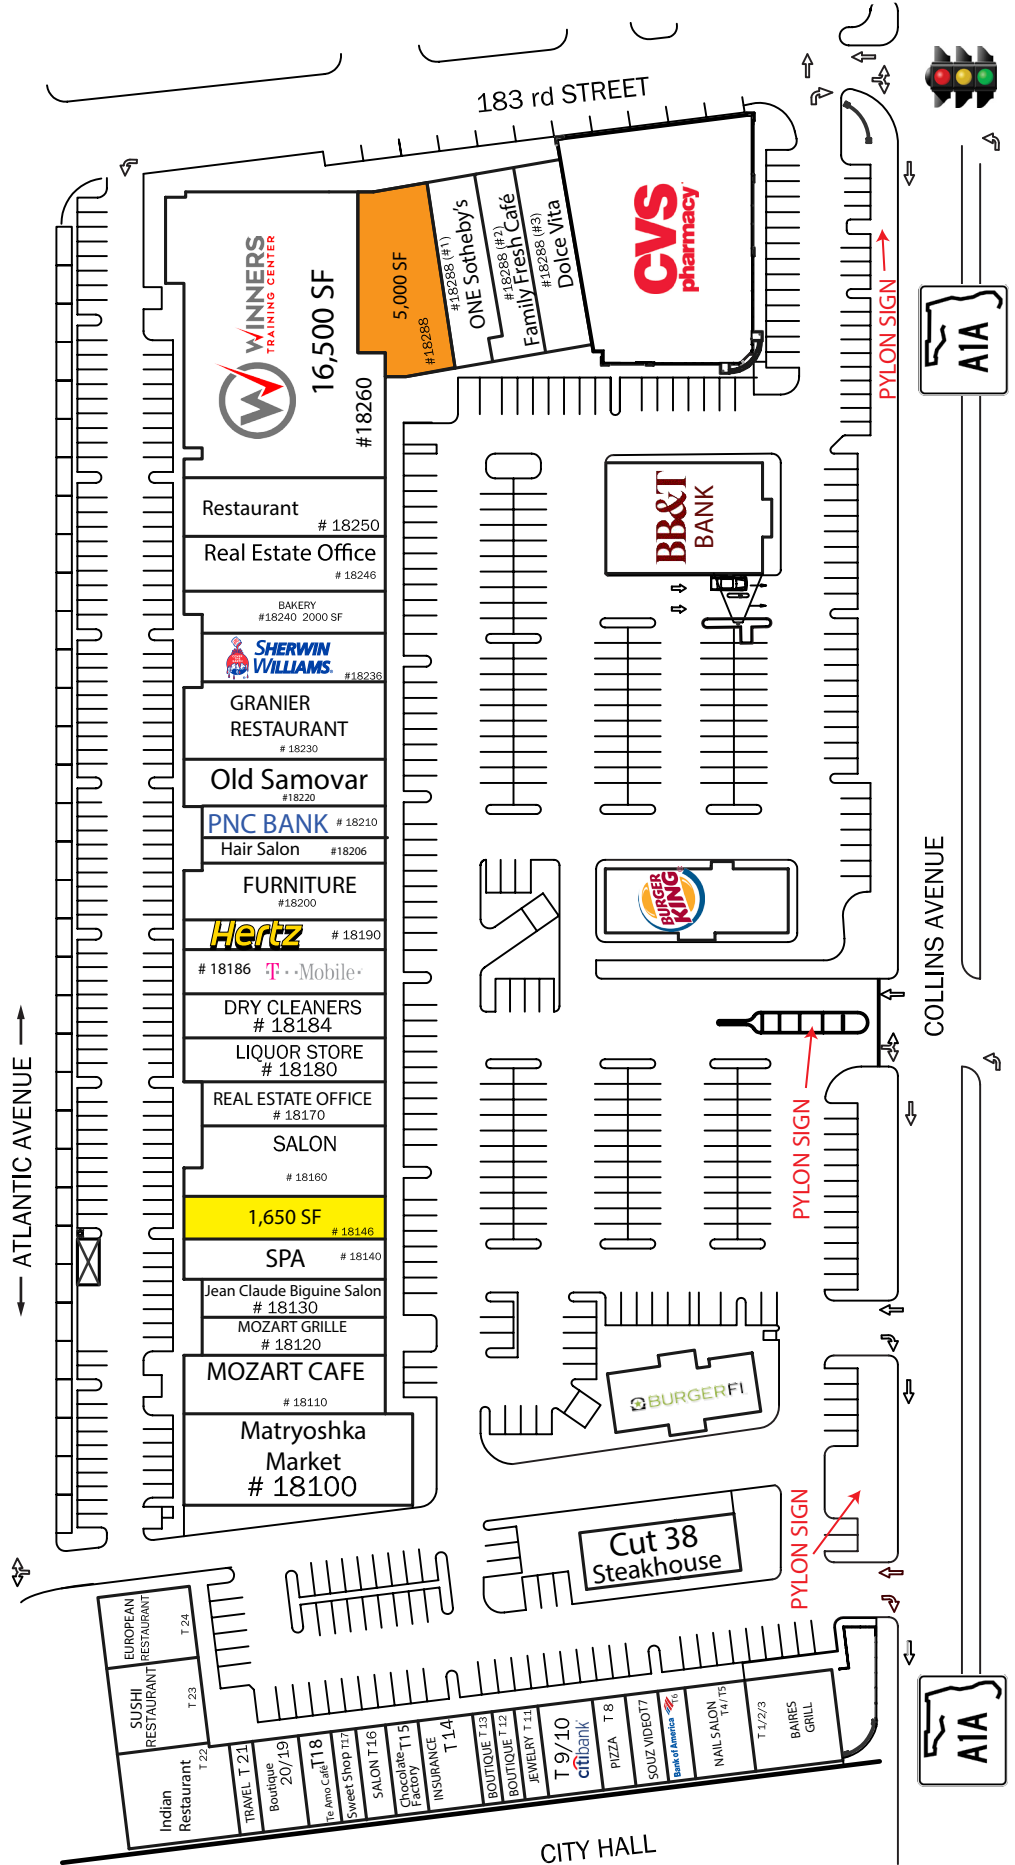 183 rd STREET
WINNERS
TRAINING CENTER
16,500 SF
#18260
5,000 SF
#18288
#18288 (#1)
ONE Sotheby's
#18288 (#2)
Family Fresh Café
#18288 (#3)
Dolce Vita
CVS
pharmacy
PYLON SIGN
A1A
Restaurant
# 18250
Real Estate Office
# 18246
BAKERY
#18240 2000 SF
SHERWIN
WILLIAMS.
#18236
GRANIER
RESTAURANT
# 18230
Old Samovar
#18220
PNC BANK # 18210
Hair Salon #18206
FURNITURE
#18200
Hertz # 18190
# 18186 T··Mobile·
DRY CLEANERS
# 18184
LIQUOR STORE
# 18180
REAL ESTATE OFFICE
# 18170
SALON
# 18160
1,650 SF
# 18146
SPA # 18140
Jean Claude Biguine Salon
# 18130
MOZART GRILLE
# 18120
MOZART CAFE
# 18110
Matryoshka
Market
# 18100
BB&T
BANK
BURGER
KING
COLLINS AVENUE
ATLANTIC AVENUE
PYLON SIGN
BURGERFI
Cut 38
Steakhouse
PYLON SIGN
A1A
EUROPEAN
RESTAURANT
T 24
SUSHI
RESTAURANT
T 23
Indian
Restaurant
T 22
TRAVEL T 21
Boutique
20/19
Te Amo Café T18
Sweet Shop T17
SALON T16
Chocolate T15
Factory
INSURANCE
T14
BOUTIQUE T 13
BOUTIQUE T 12
JEWELRY T 11
T 9/10
citibank
PIZZA T 8
SOUZ VIDEOT7
Bank of America T6
NAIL SALON
T4/T5
T 1/2/3
BAIRES
GRILL
CITY HALL